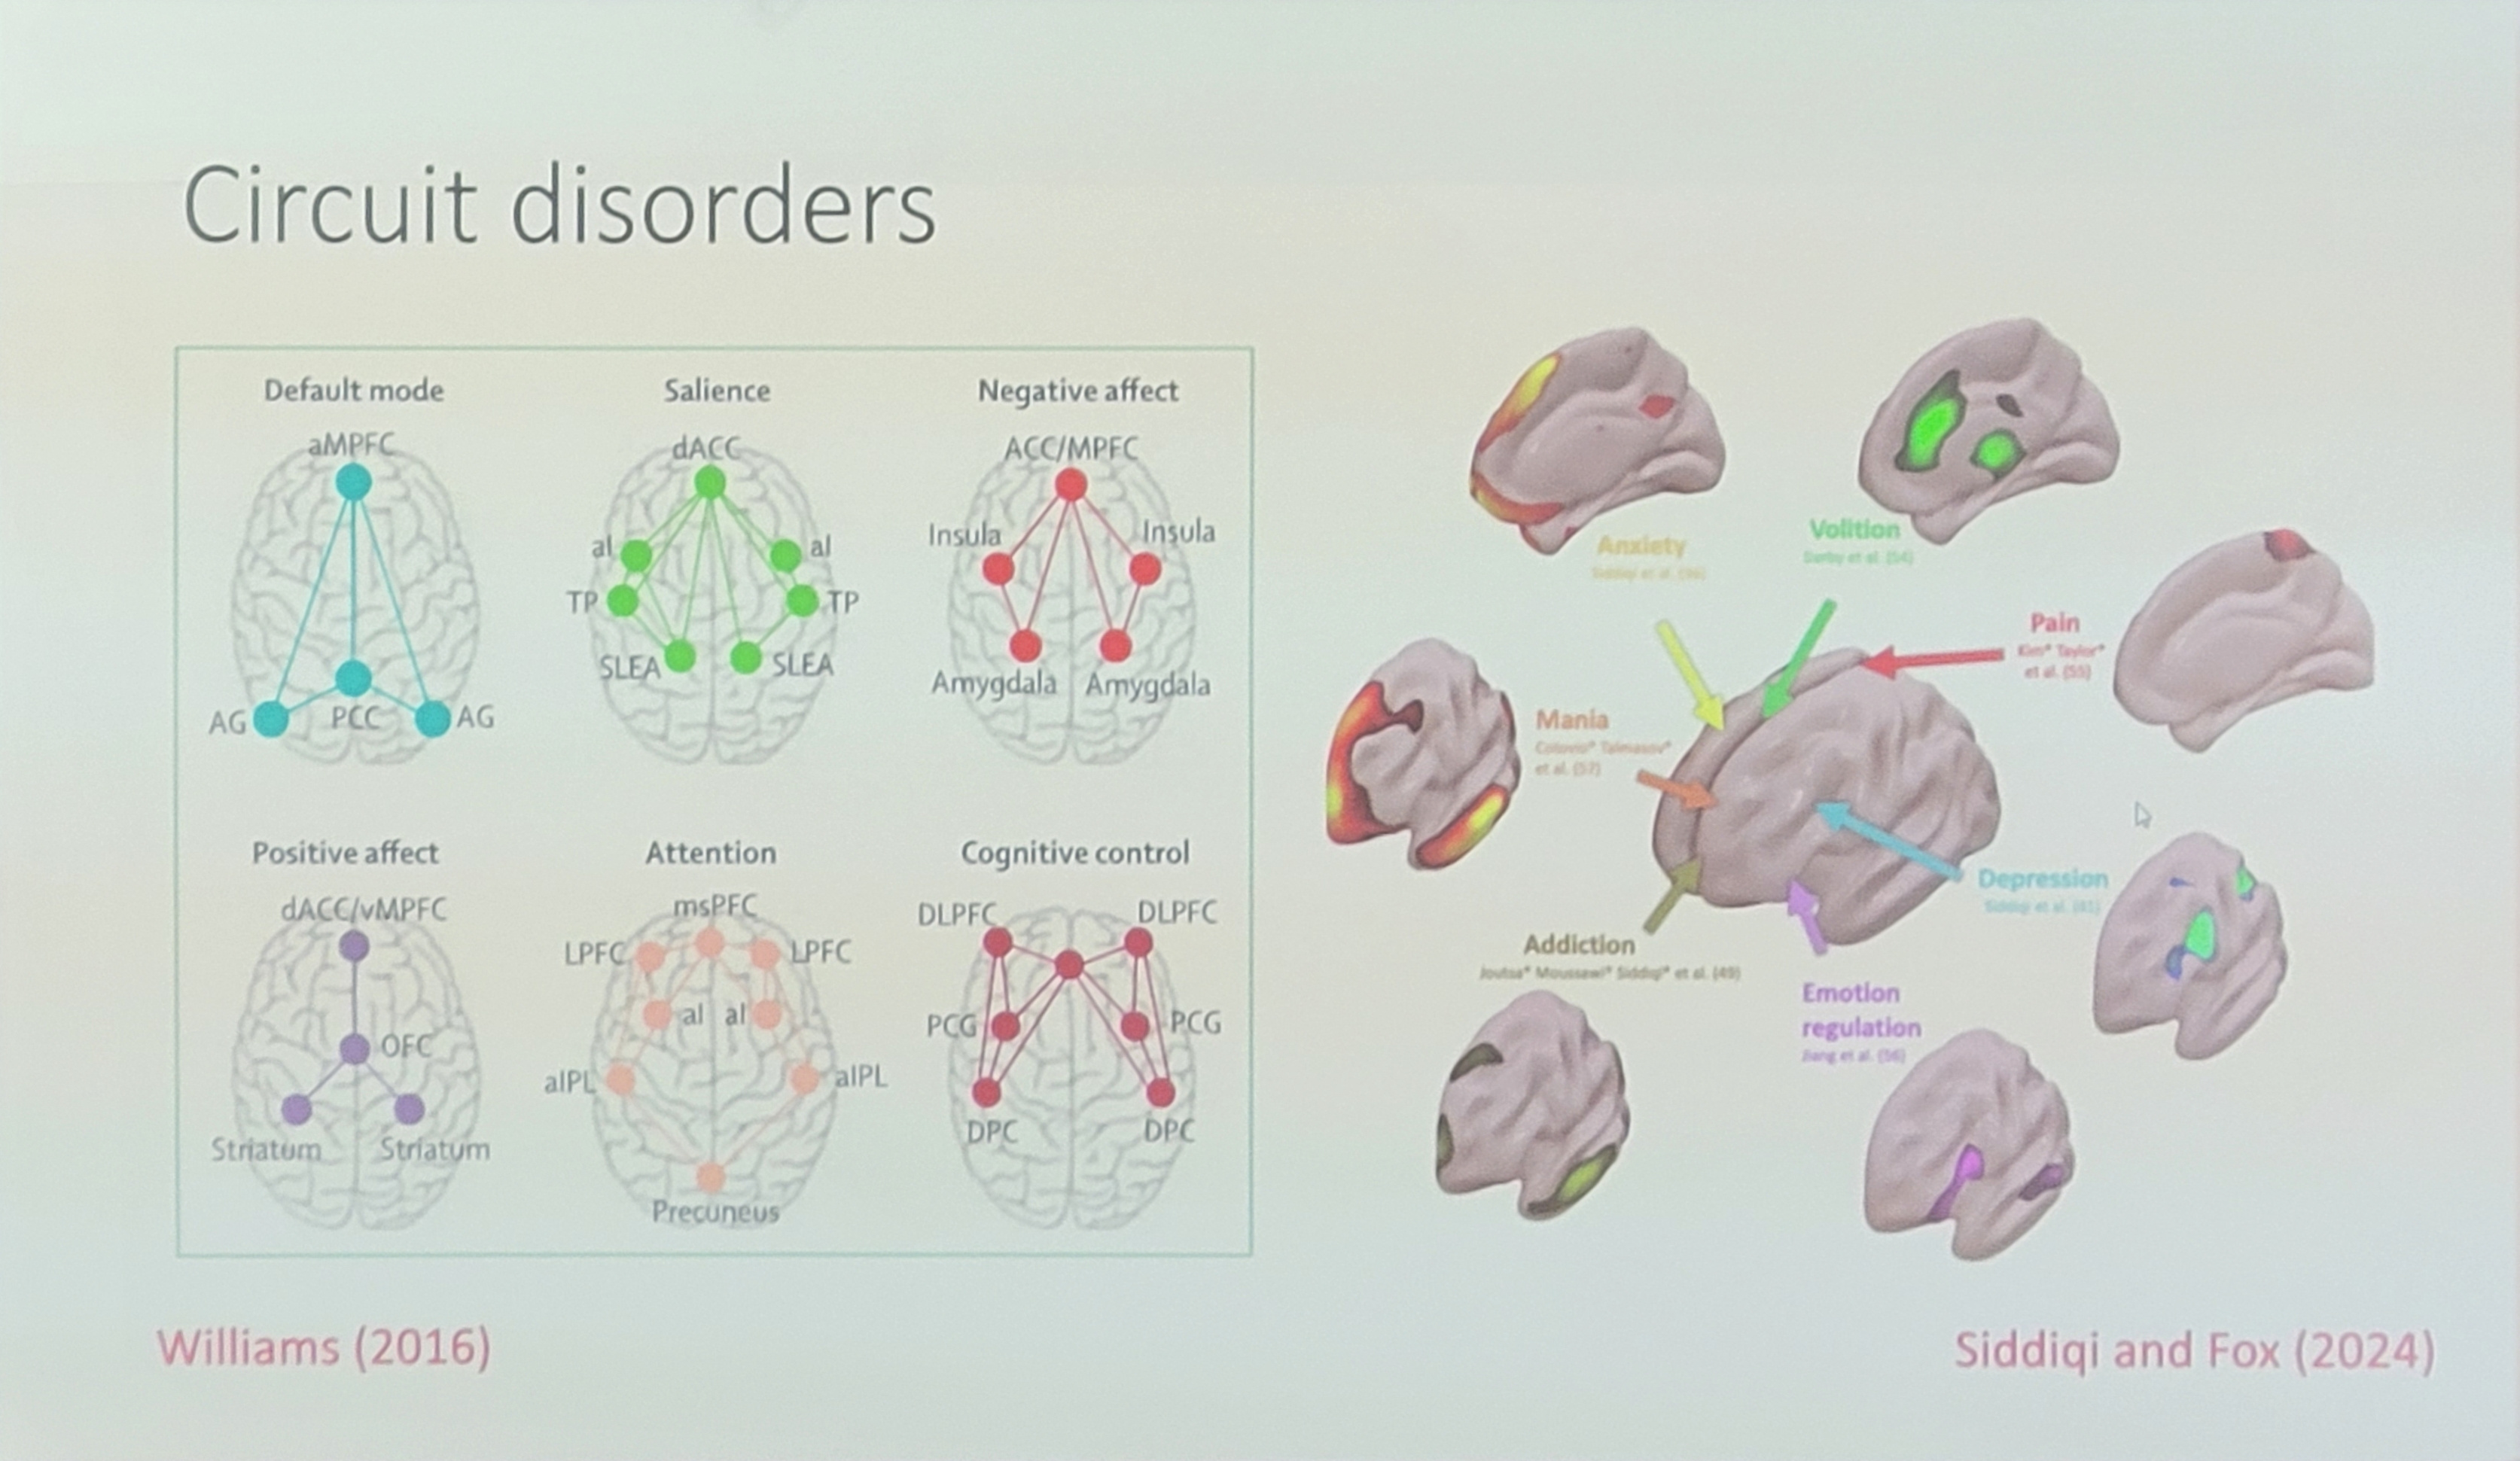 Circuit disorders
Default mode
aMPFC
AG
PCC
AG
Salience
dACC
aI
aI
TP
TP
SLEA
SLEA
Negative affect
ACC/MPFC
Insula
Insula
Amygdala
Amygdala
Positive affect
dACC/vMPFC
OFC
Striatum
Striatum
Attention
msPFC
LPFC
LPFC
aI
aI
aIPL
aIPL
Precuneus
Cognitive control
DLPFC
DLPFC
PCG
PCG
DPC
DPC
Williams (2016)
Anxiety
Siddiqi et al.
Volition
Darby et al. (54)
Pain
Kim* Taylor*
et al. (55)
Mania
et al. (57)
Depression
Siddiqi et al. (41)
Addiction
Joutsa* Moussawi* Siddiqi* et al. (49)
Emotion
regulation
Jiang et al. (56)
Siddiqi and Fox (2024)